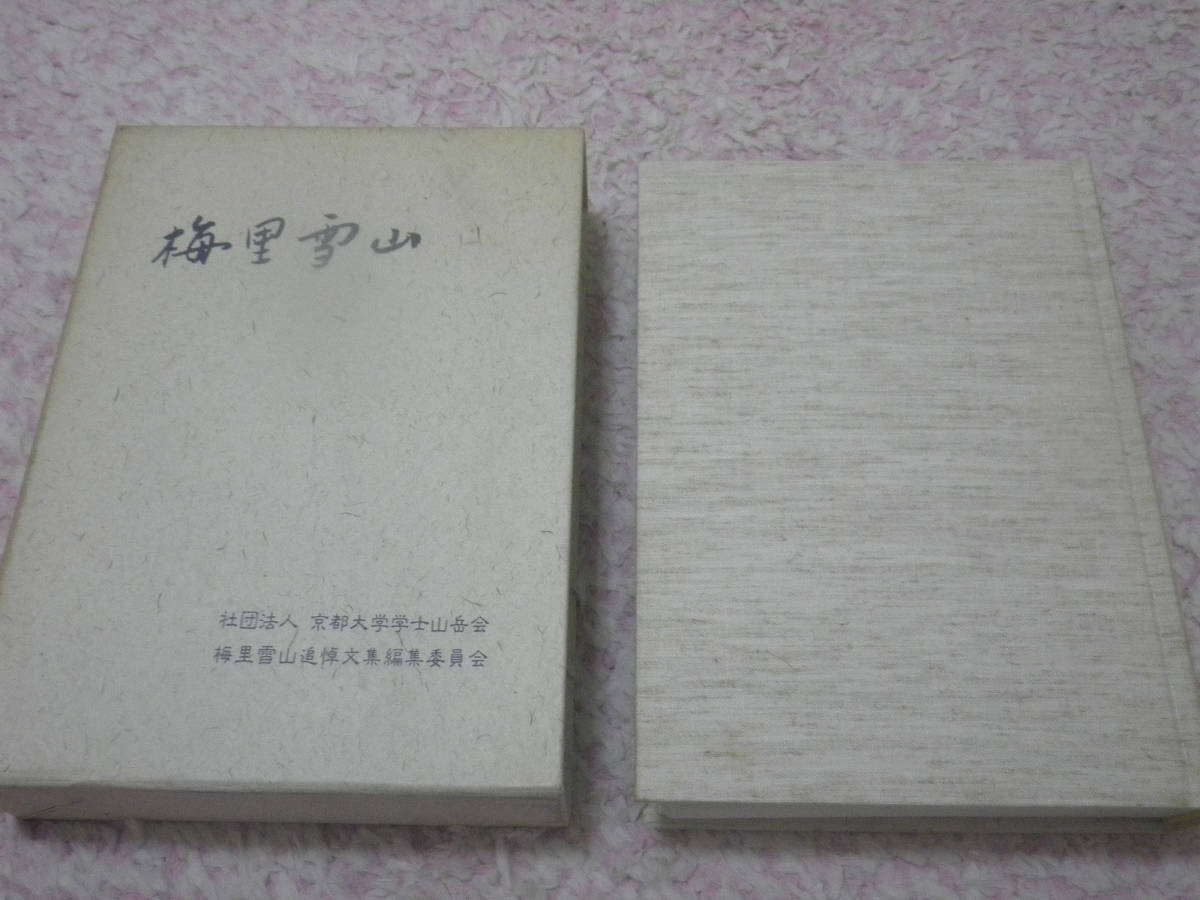 梅里雪山
社団法人 京都大学学士山岳会
梅里雪山追悼文集編集委員会